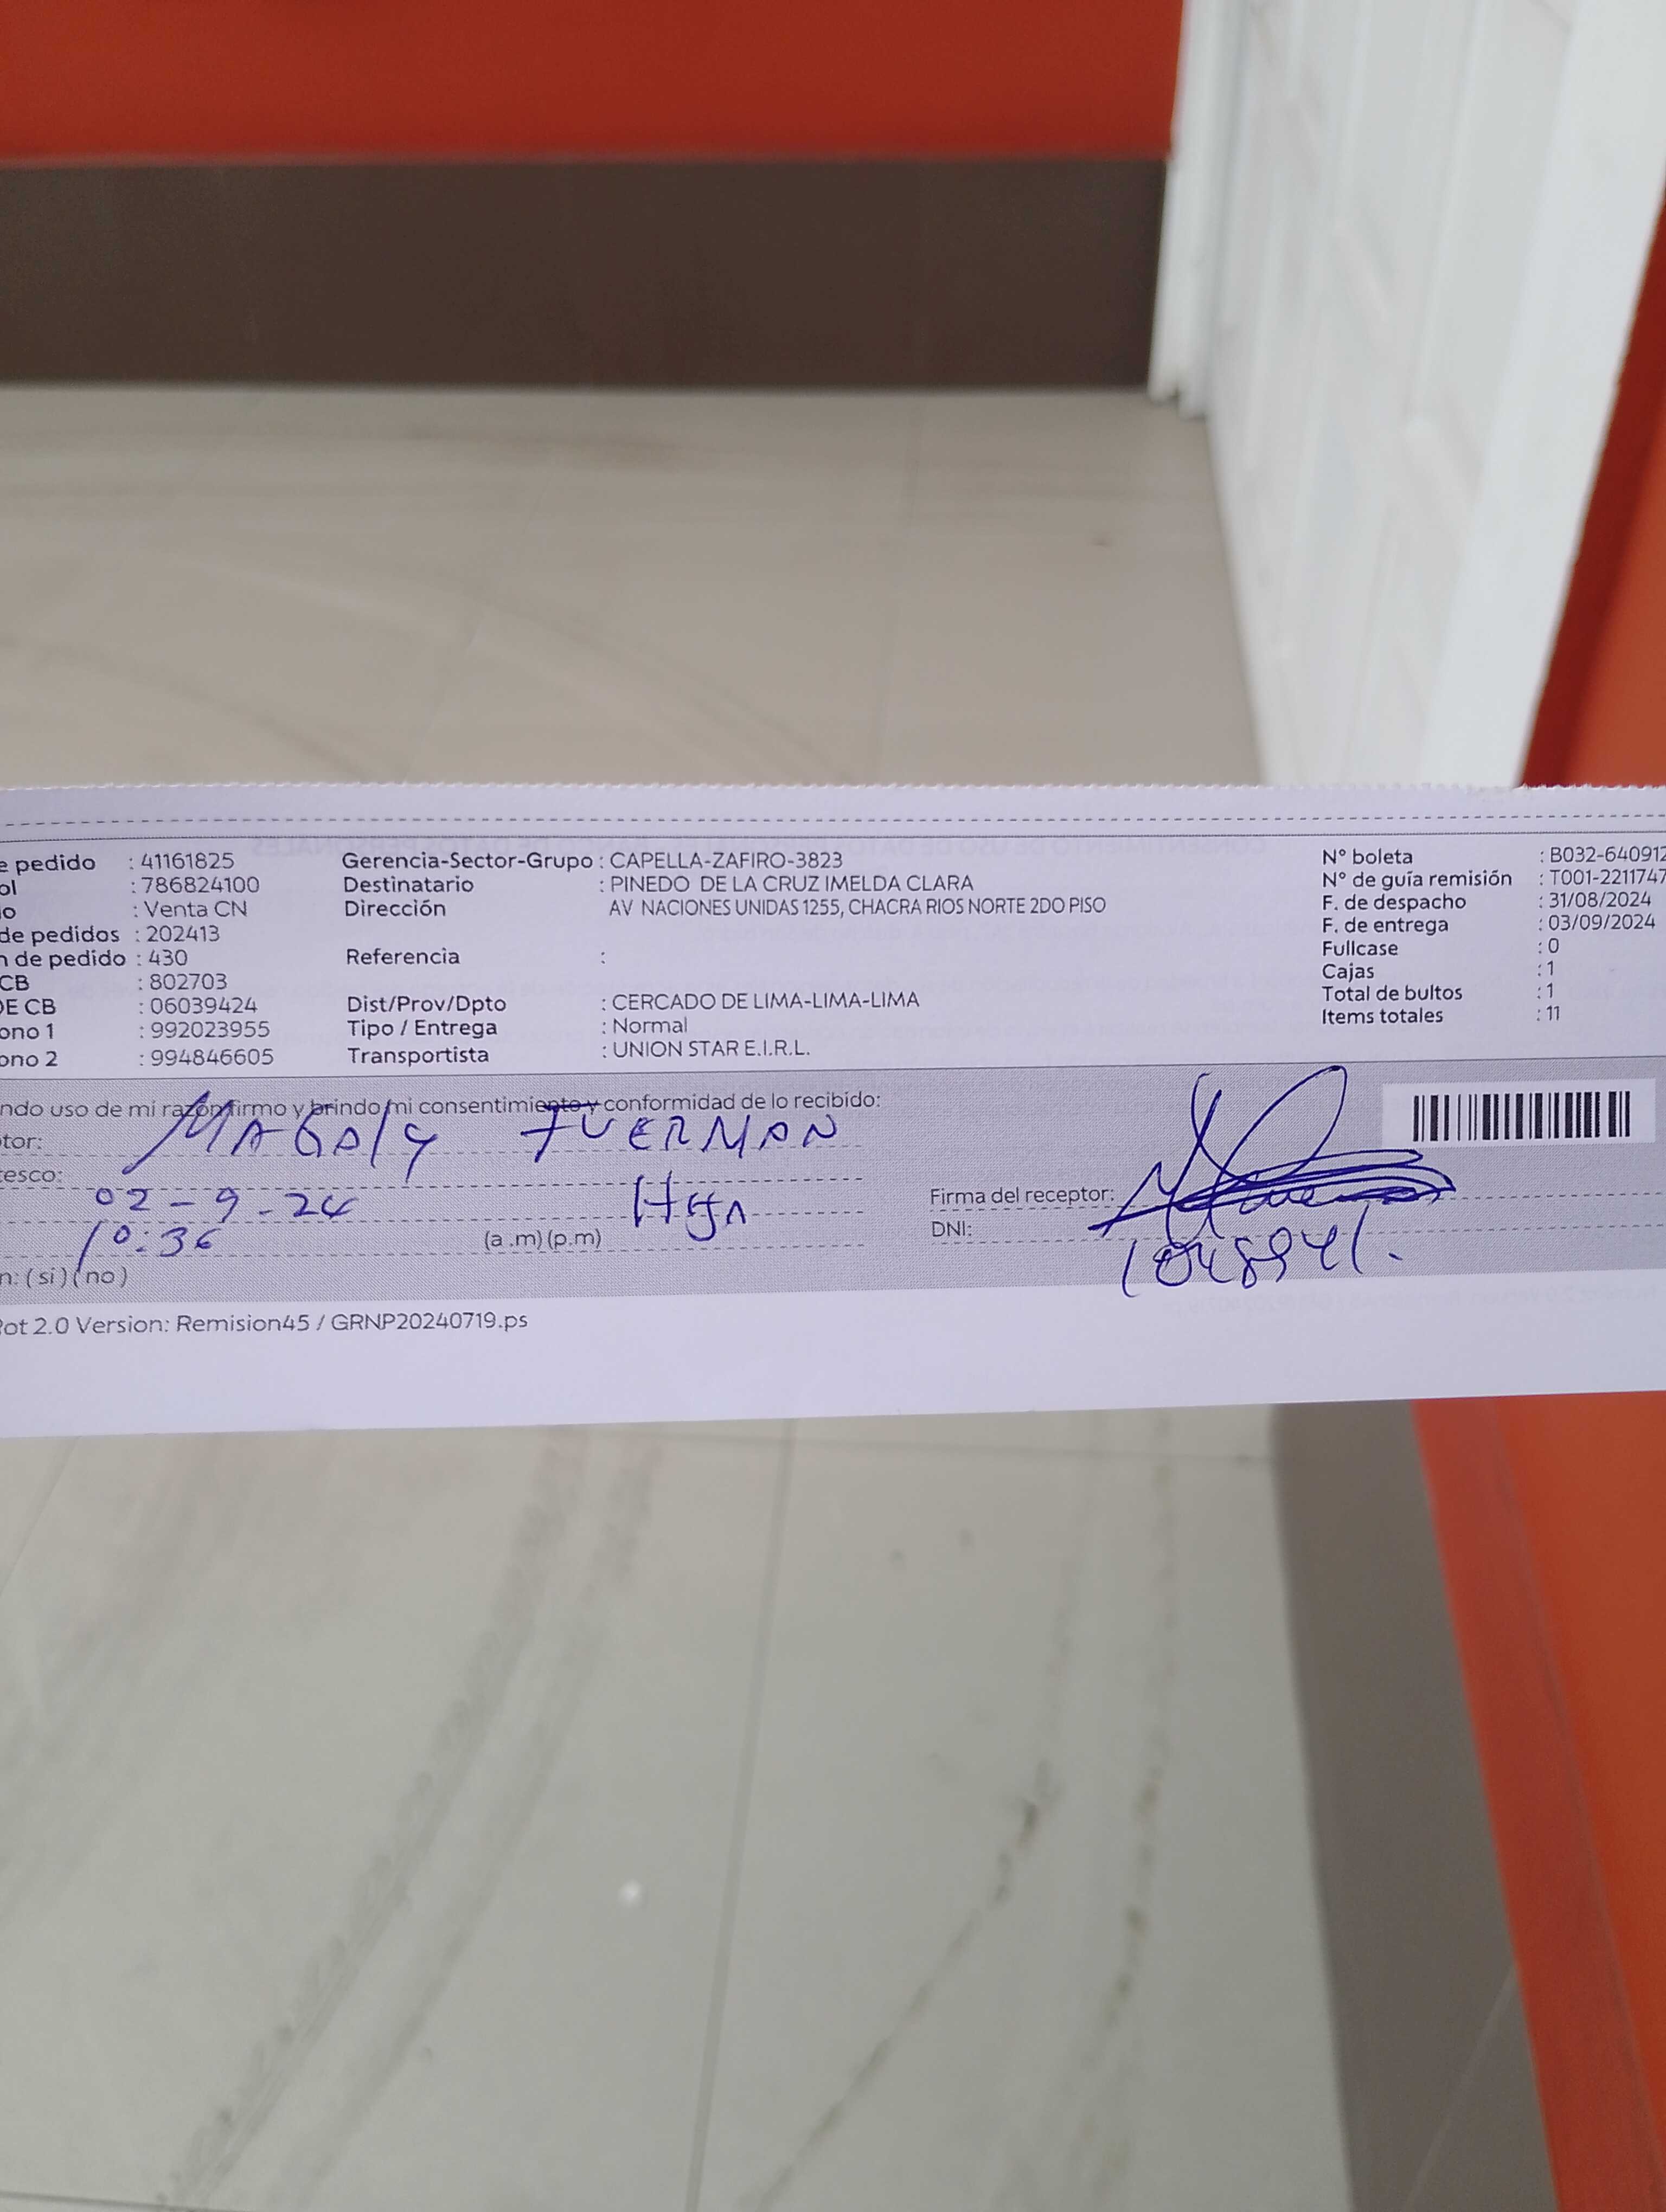 e pedido : 41161825 Gerencia-Sector-Grupo : CAPELLA-ZAFIRO-3823 N° boleta : B032-640912
ol : 786824100 Destinatario : PINEDO DE LA CRUZ IMELDA CLARA N° de guía remisión : T001-2211747
o : Venta CN Dirección AV NACIONES UNIDAS 1255, CHACRA RIOS NORTE 2DO PISO F. de despacho : 31/08/2024
de pedidos : 202413 F. de entrega : 03/09/2024
n de pedido : 430 Referencia : Fullcase : 0
CB : 802703 Cajas : 1
DE CB : 06039424 Dist/Prov/Dpto : CERCADO DE LIMA-LIMA-LIMA Total de bultos : 1
ono 1 : 992023955 Tipo / Entrega : Normal Items totales : 11
ono 2 : 994846605 Transportista : UNION STAR E.I.R.L.
ndo uso de mi razón firmo y brindo mi consentimiento y conformidad de lo recibido:
tor: MAGALY
esco: Firma del receptor:
02-9-24
10:36 (a .m) (p.m) DNI:
n: (si) (no)
Rot 2.0 Version: Remision45 / GRNP20240719.ps